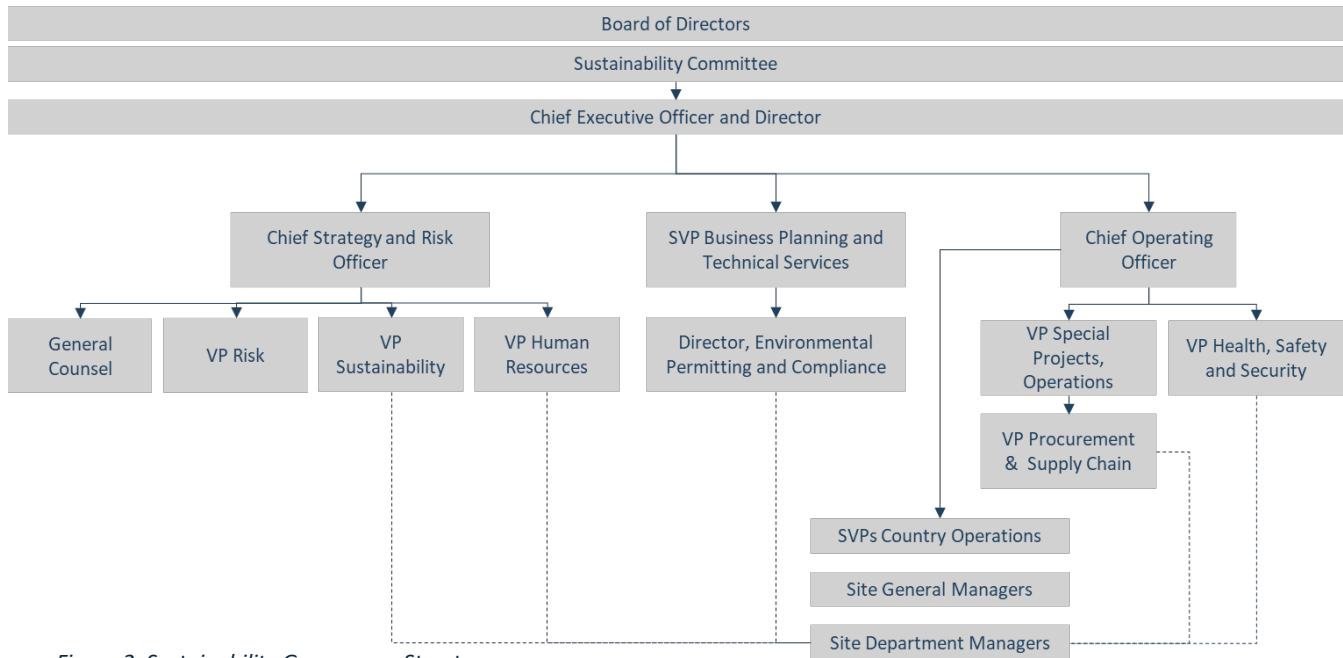 Board of Directors
Sustainability Committee
Chief Executive Officer and Director
Chief Strategy and Risk
Officer
SVP Business Planning and
Technical Services
Chief Operating
Officer
General
Counsel
VP Risk
VP
Sustainability
VP Human
Resources
Director, Environmental
Permitting and Compliance
VP Special
Projects,
Operations
VP Health, Safety
and Security
VP Procurement
& Supply Chain
SVPs Country Operations
Site General Managers
Site Department Managers